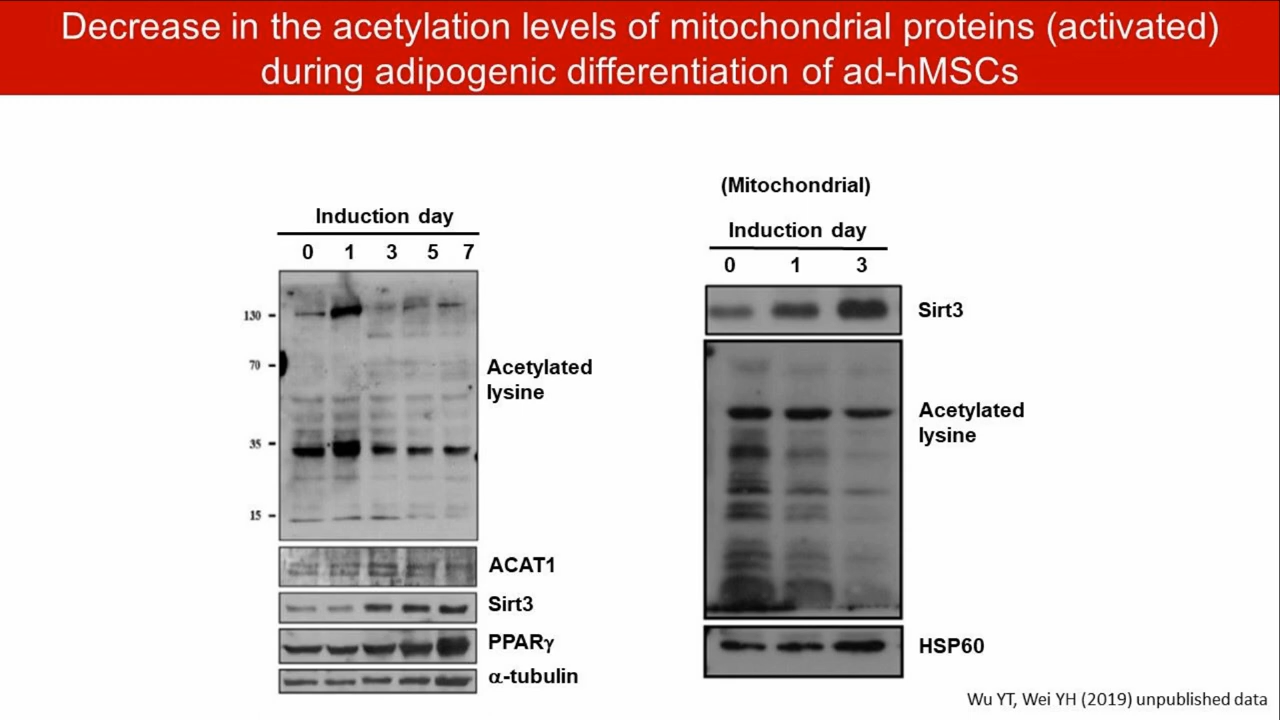 Decrease in the acetylation levels of mitochondrial proteins (activated)
during adipogenic differentiation of ad-hMSCs
Induction day
0 1 3 5 7
130
70
35
15
Acetylated
lysine
ACAT1
Sirt3
PPARγ
α-tubulin
(Mitochondrial)
Induction day
0 1 3
Sirt3
Acetylated
lysine
HSP60
Wu YT, Wei YH (2019) unpublished data